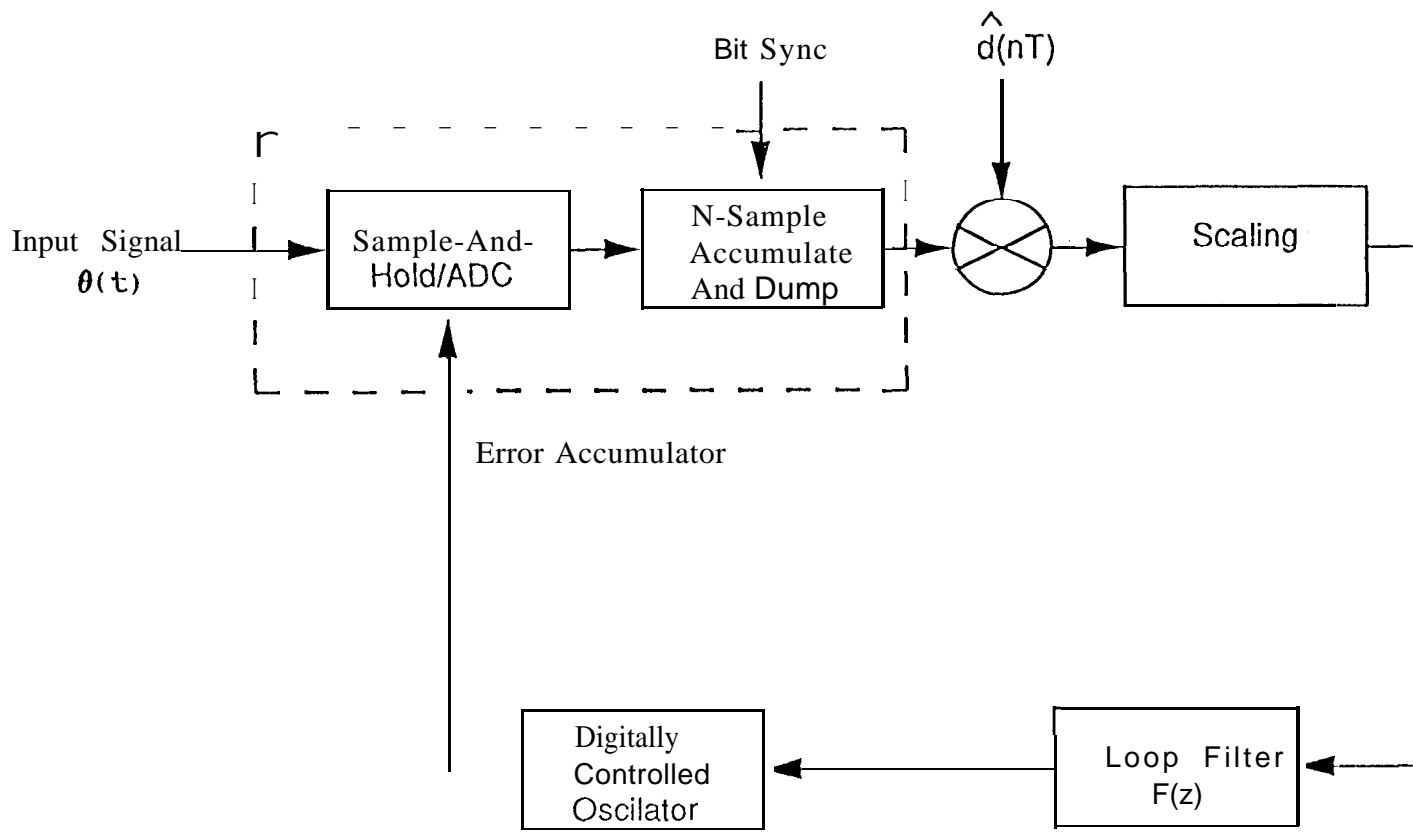 Bit Sync
d̂(nT)
Input Signal
θ(t)
Sample-And-
Hold/ADC
N-Sample
Accumulate
And Dump
Scaling
Error Accumulator
Digitally
Controlled
Oscilator
Loop Filter
F(z)